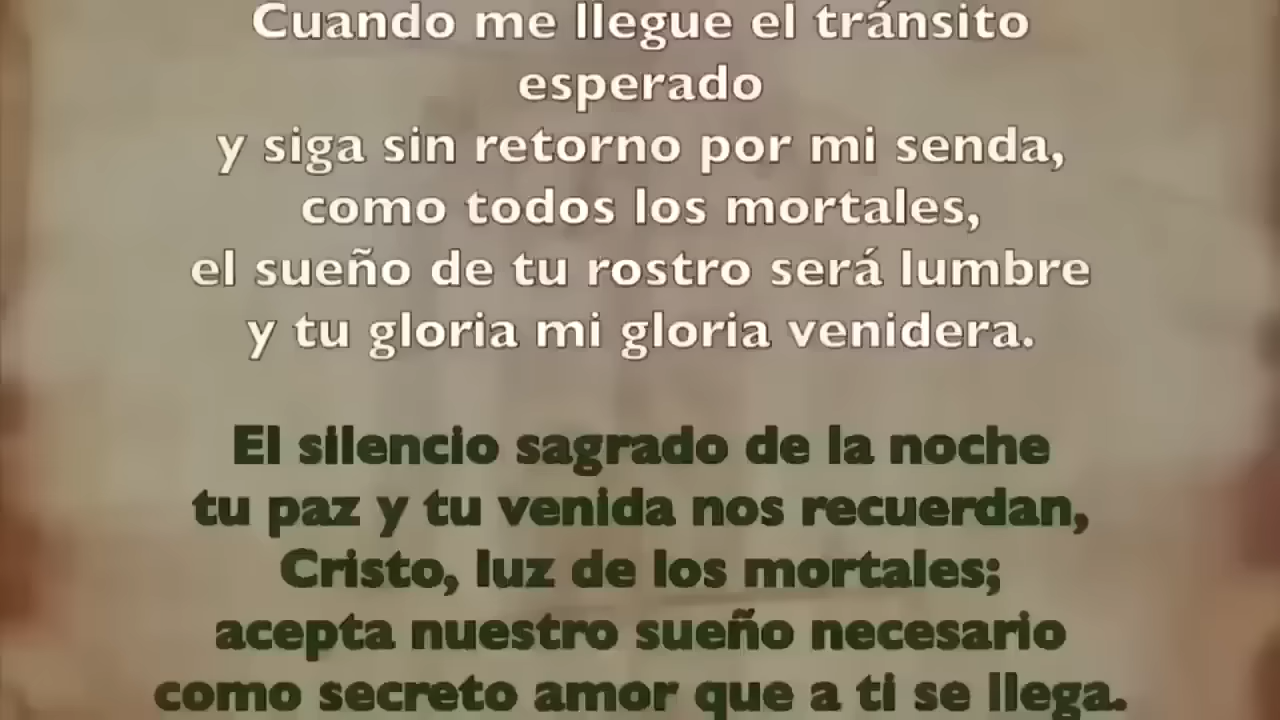 Cuando me llegue el tránsito
esperado
y siga sin retorno por mi senda,
como todos los mortales,
el sueño de tu rostro será lumbre
y tu gloria mi gloria venidera.
El silencio sagrado de la noche
tu paz y tu venida nos recuerdan,
Cristo, luz de los mortales;
acepta nuestro sueño necesario
como secreto amor que a ti se llega.